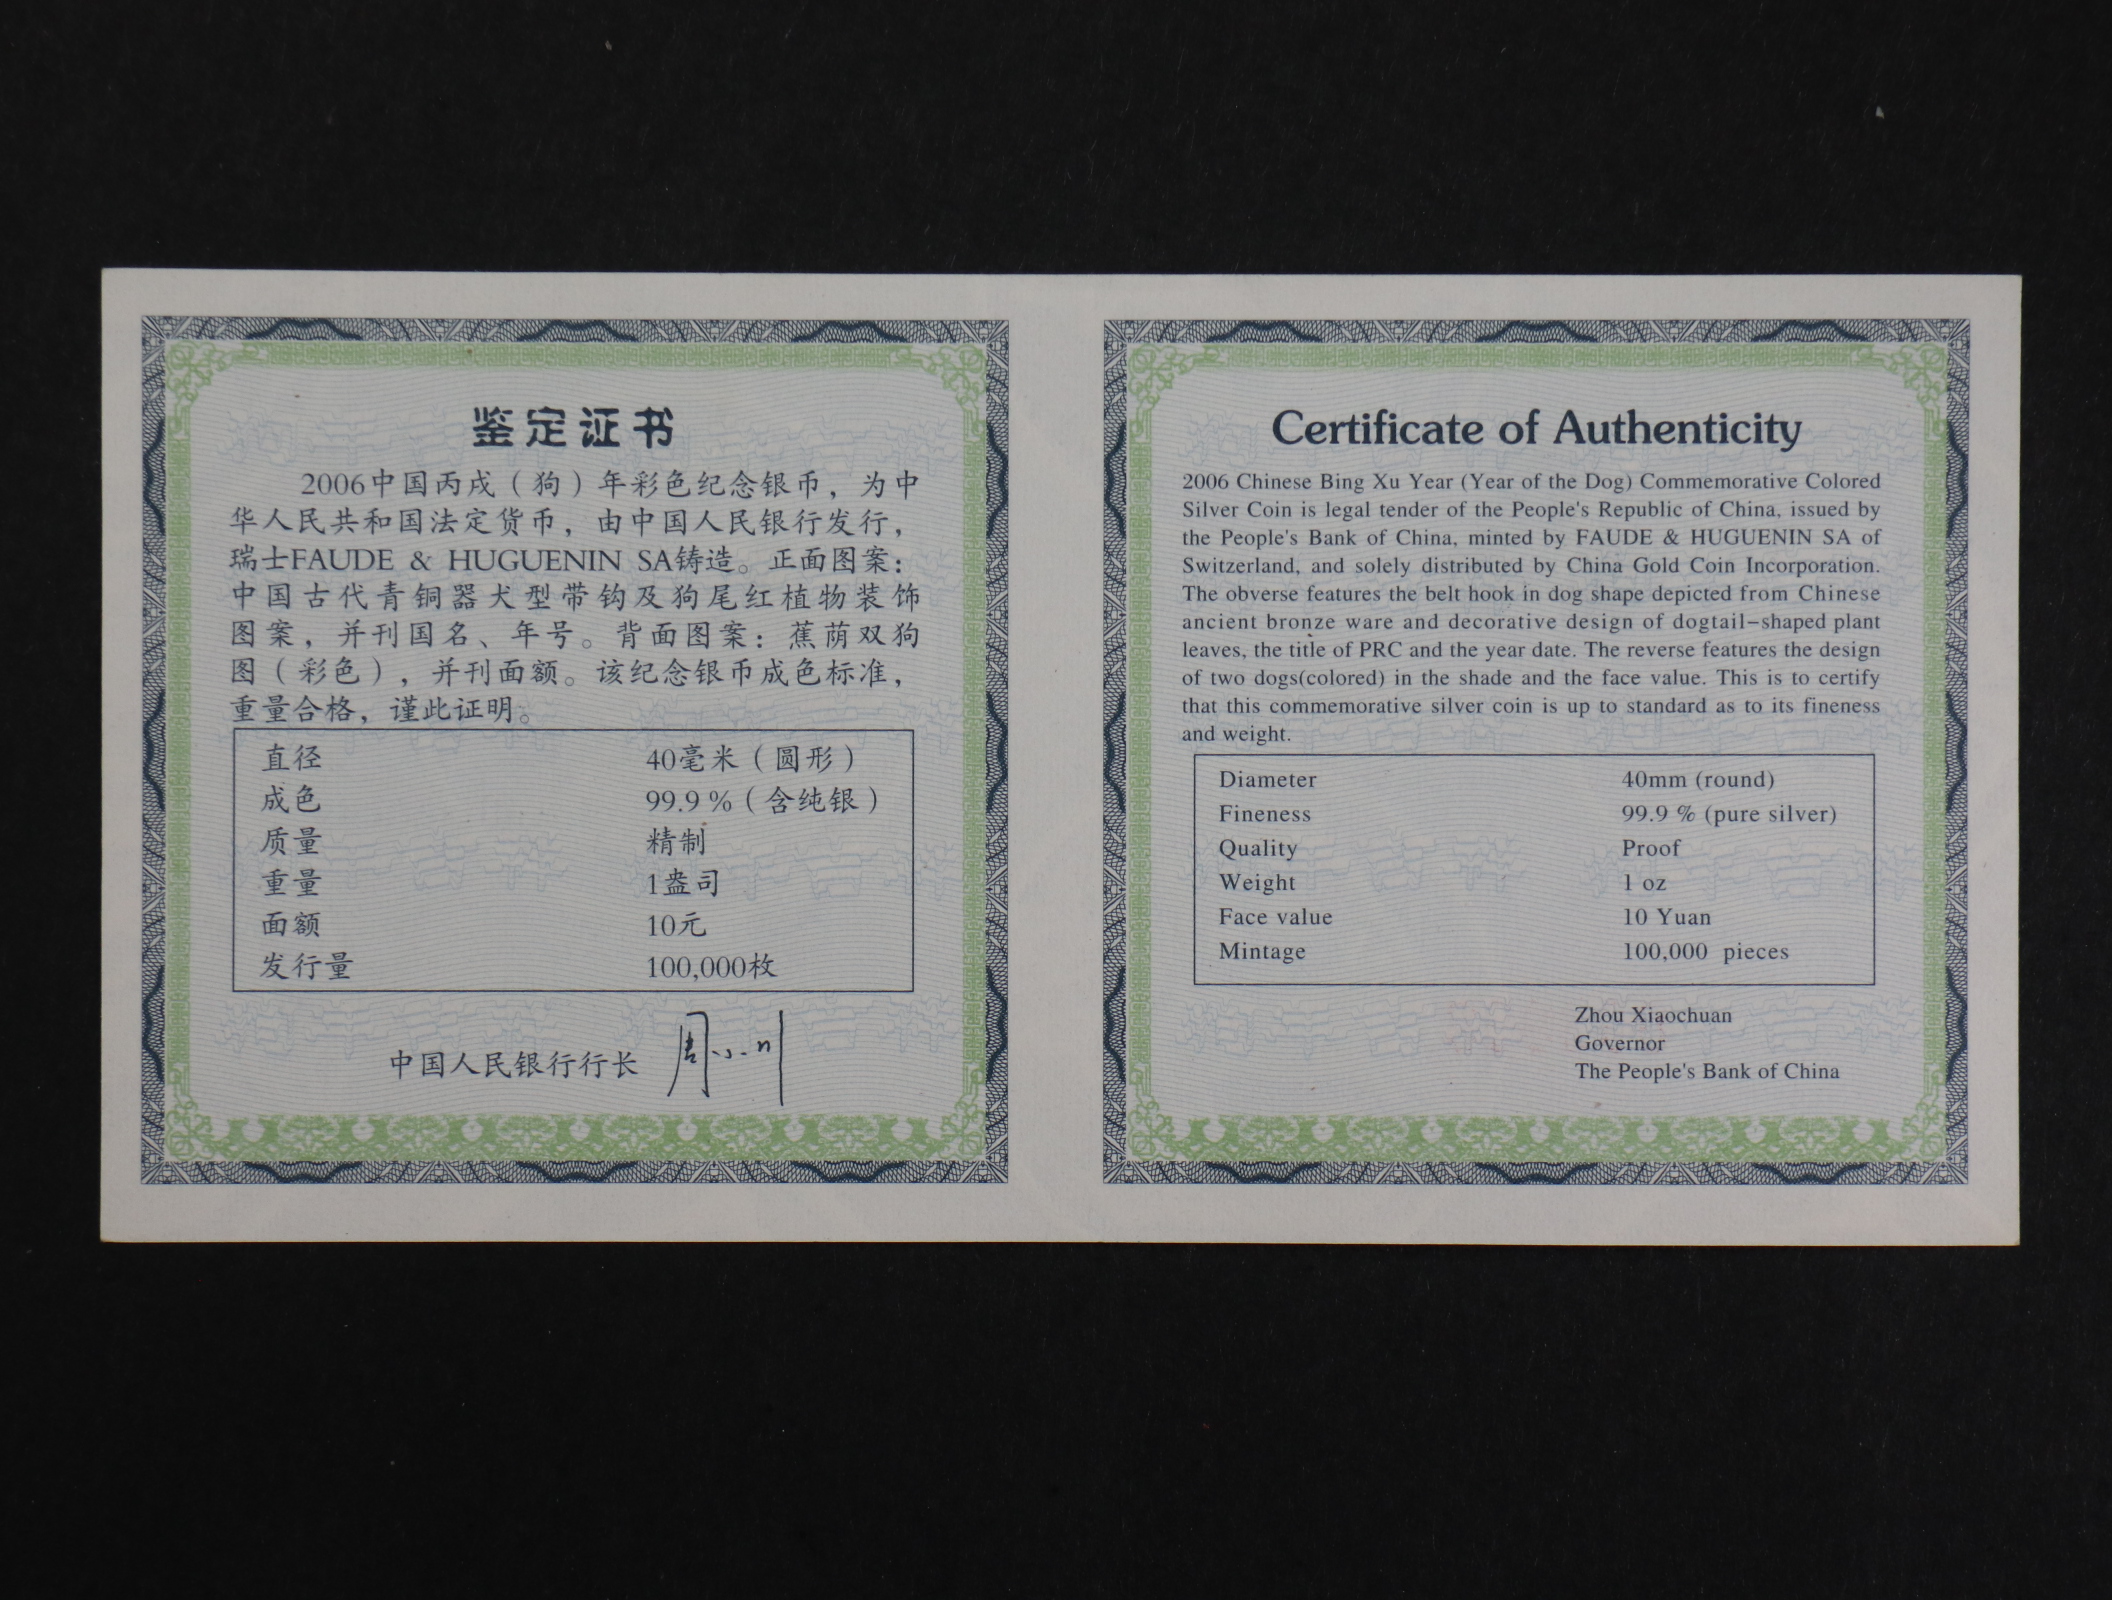 鉴定证书
2006中国丙戌（狗）年彩色纪念银币，为中
华人民共和国法定货币，由中国人民银行发行，
瑞士FAUDE & HUGUENIN SA铸造。正面图案：
中国古代青铜器犬型带钩及狗尾红植物装饰
图案，并刊国名、年号。背面图案：蕉荫双狗
图（彩色），并刊面额。该纪念银币成色标准，
重量合格，谨此证明。
直径 40毫米（圆形）
成色 99.9 %（含纯银）
质量 精制
重量 1盎司
面额 10元
发行量 100,000枚
中国人民银行行长 周小川
Certificate of Authenticity
2006 Chinese Bing Xu Year (Year of the Dog) Commemorative Colored
Silver Coin is legal tender of the People's Republic of China, issued by
the People's Bank of China, minted by FAUDE & HUGUENIN SA of
Switzerland, and solely distributed by China Gold Coin Incorporation.
The obverse features the belt hook in dog shape depicted from Chinese
ancient bronze ware and decorative design of dogtail-shaped plant
leaves, the title of PRC and the year date. The reverse features the design
of two dogs(colored) in the shade and the face value. This is to certify
that this commemorative silver coin is up to standard as to its fineness
and weight.
Diameter 40mm (round)
Fineness 99.9 % (pure silver)
Quality Proof
Weight 1 oz
Face value 10 Yuan
Mintage 100,000 pieces
Zhou Xiaochuan
Governor
The People's Bank of China